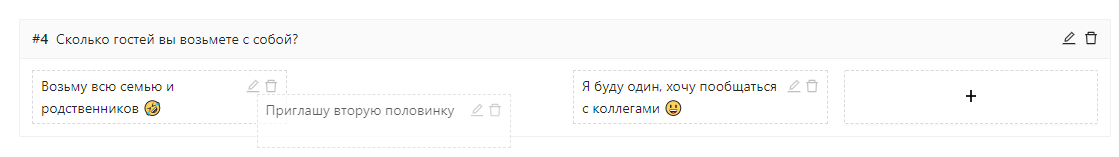 #4 Сколько гостей вы возьмете с собой?
Возьму всю семью и
родственников 🤣
Приглашу вторую половинку
Я буду один, хочу пообщаться
с коллегами 😃
+